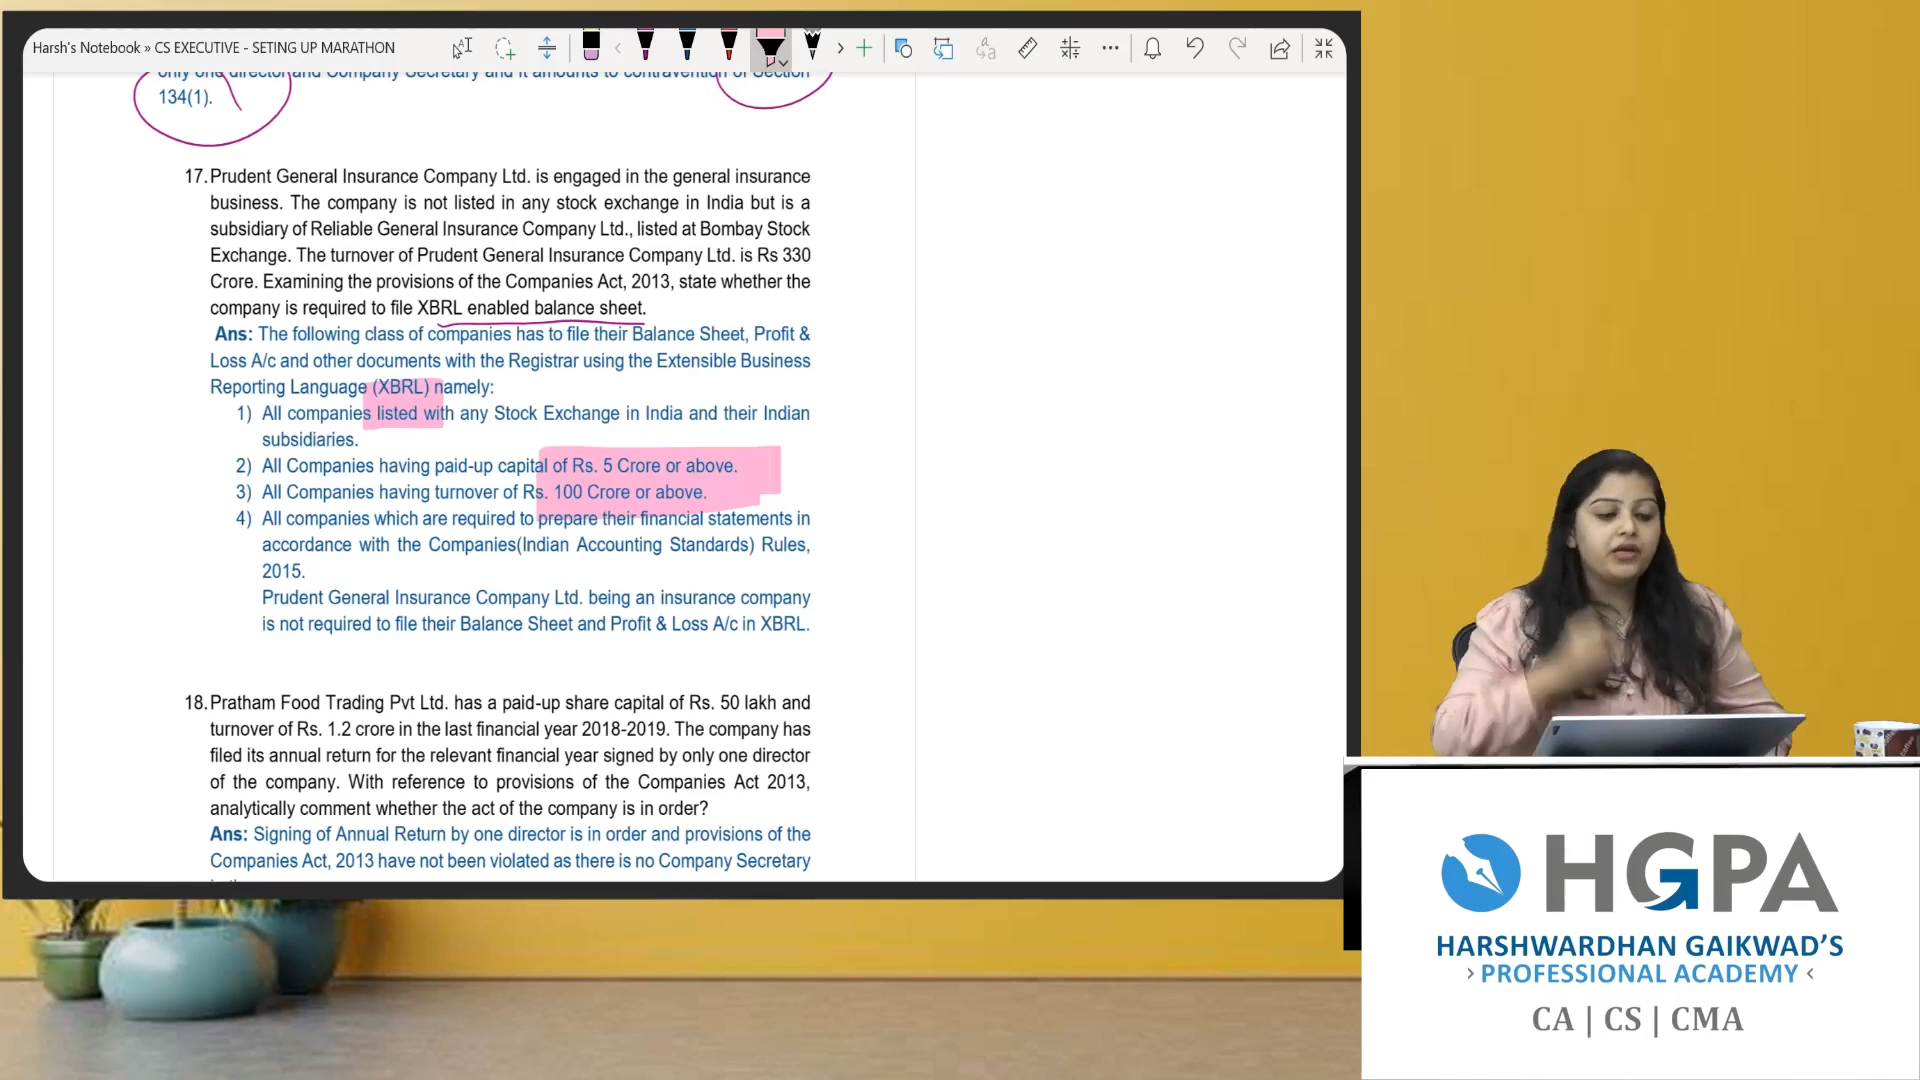 Harsh's Notebook » CS EXECUTIVE - SETING UP MARATHON
only one director and Company Secretary and it amounts to contravention of Section
134(1).
17. Prudent General Insurance Company Ltd. is engaged in the general insurance
business. The company is not listed in any stock exchange in India but is a
subsidiary of Reliable General Insurance Company Ltd., listed at Bombay Stock
Exchange. The turnover of Prudent General Insurance Company Ltd. is Rs 330
Crore. Examining the provisions of the Companies Act, 2013, state whether the
company is required to file XBRL enabled balance sheet.
Ans: The following class of companies has to file their Balance Sheet, Profit &
Loss A/c and other documents with the Registrar using the Extensible Business
Reporting Language (XBRL) namely:
1) All companies listed with any Stock Exchange in India and their Indian
subsidiaries.
2) All Companies having paid-up capital of Rs. 5 Crore or above.
3) All Companies having turnover of Rs. 100 Crore or above.
4) All companies which are required to prepare their financial statements in
accordance with the Companies(Indian Accounting Standards) Rules,
2015.
Prudent General Insurance Company Ltd. being an insurance company
is not required to file their Balance Sheet and Profit & Loss A/c in XBRL.
18. Pratham Food Trading Pvt Ltd. has a paid-up share capital of Rs. 50 lakh and
turnover of Rs. 1.2 crore in the last financial year 2018-2019. The company has
filed its annual return for the relevant financial year signed by only one director
of the company. With reference to provisions of the Companies Act 2013,
analytically comment whether the act of the company is in order?
Ans: Signing of Annual Return by one director is in order and provisions of the
Companies Act, 2013 have not been violated as there is no Company Secretary
HGPA
HARSHWARDHAN GAIKWAD'S
› PROFESSIONAL ACADEMY ‹
CA | CS | CMA